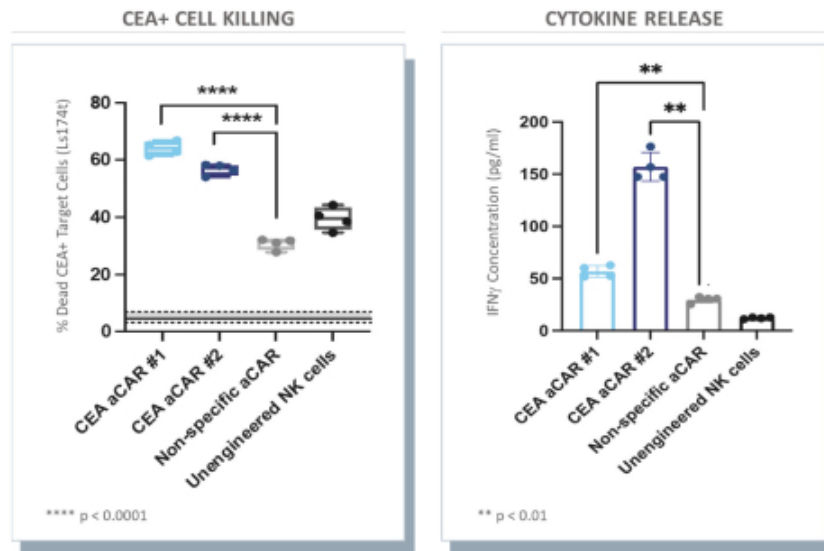 CEA+ CELL KILLING
% Dead CEA+ Target Cells (Ls174t)
80
60
40
20
0
****
****
CEA aCAR #1
CEA aCAR #2
Non-specific aCAR
Unengineered NK cells
**** p < 0.0001
CYTOKINE RELEASE
IFNγ Concentration (pg/ml)
200
150
100
50
0
**
**
CEA aCAR #1
CEA aCAR #2
Non-specific aCAR
Unengineered NK cells
** p < 0.01